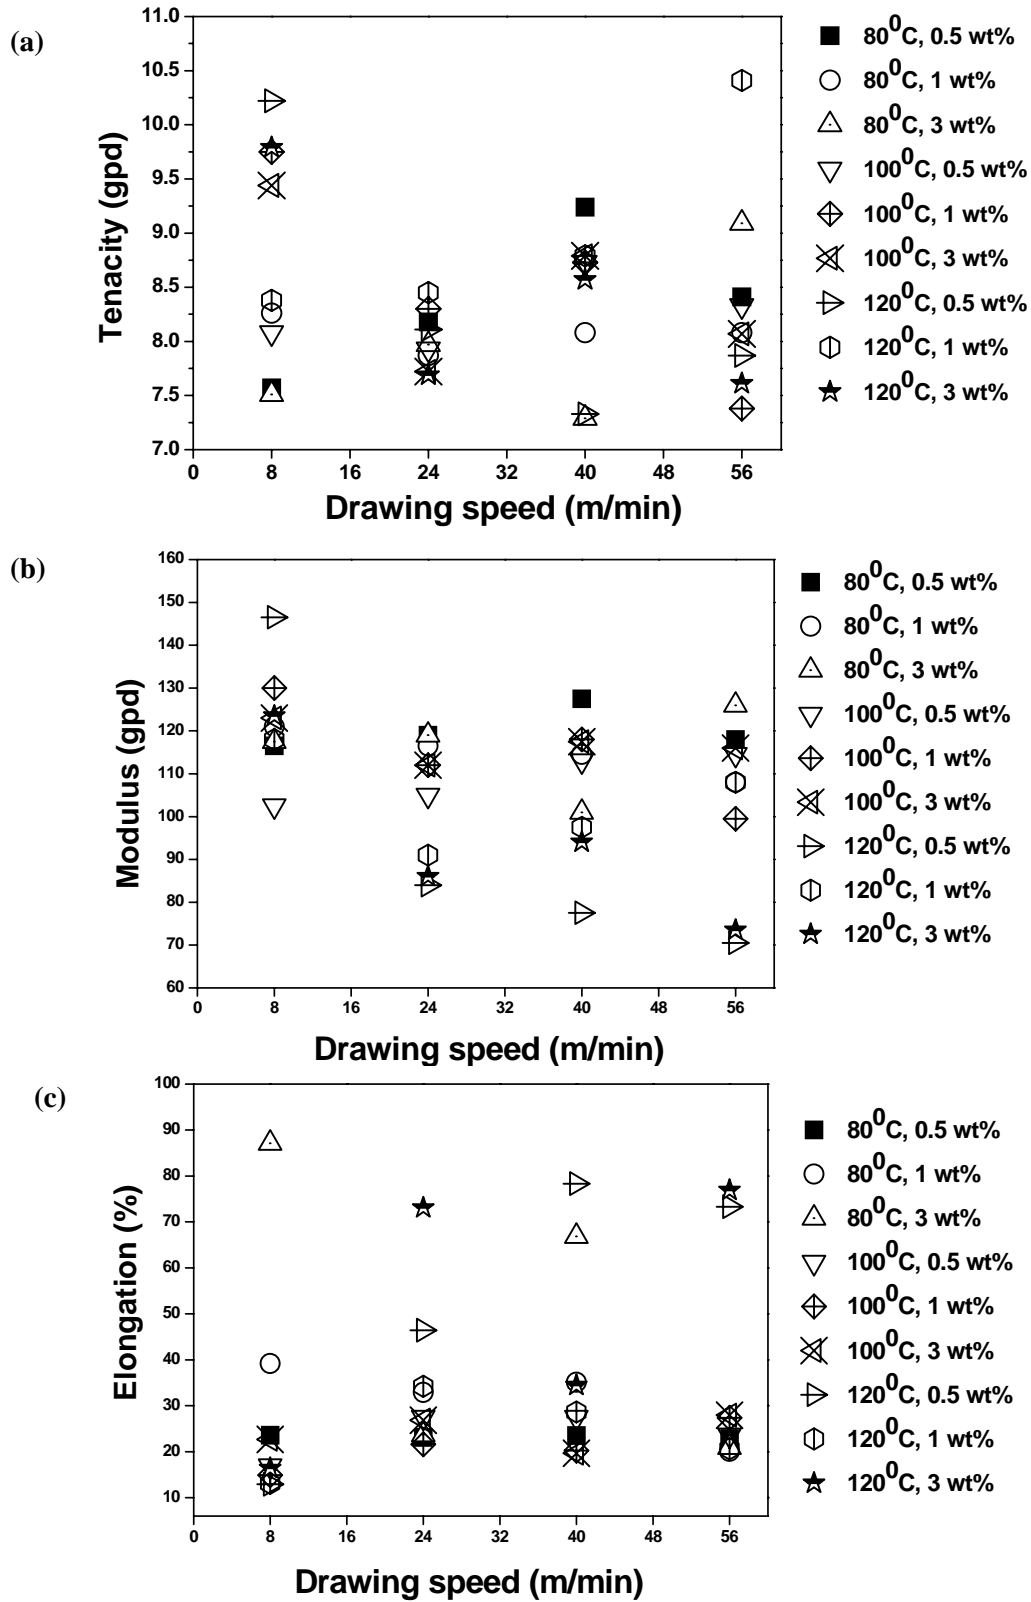 (a)
11.0
10.5
10.0
9.5
9.0
8.5
8.0
7.5
7.0
Tenacity (gpd)
0 8 16 24 32 40 48 56
Drawing speed (m/min)
80⁰C, 0.5 wt%
80⁰C, 1 wt%
80⁰C, 3 wt%
100⁰C, 0.5 wt%
100⁰C, 1 wt%
100⁰C, 3 wt%
120⁰C, 0.5 wt%
120⁰C, 1 wt%
120⁰C, 3 wt%
(b)
160
150
140
130
120
110
100
90
80
70
60
Modulus (gpd)
0 8 16 24 32 40 48 56
Drawing speed (m/min)
80⁰C, 0.5 wt%
80⁰C, 1 wt%
80⁰C, 3 wt%
100⁰C, 0.5 wt%
100⁰C, 1 wt%
100⁰C, 3 wt%
120⁰C, 0.5 wt%
120⁰C, 1 wt%
120⁰C, 3 wt%
(c)
100
90
80
70
60
50
40
30
20
10
Elongation (%)
0 8 16 24 32 40 48 56
Drawing speed (m/min)
80⁰C, 0.5 wt%
80⁰C, 1 wt%
80⁰C, 3 wt%
100⁰C, 0.5 wt%
100⁰C, 1 wt%
100⁰C, 3 wt%
120⁰C, 0.5 wt%
120⁰C, 1 wt%
120⁰C, 3 wt%